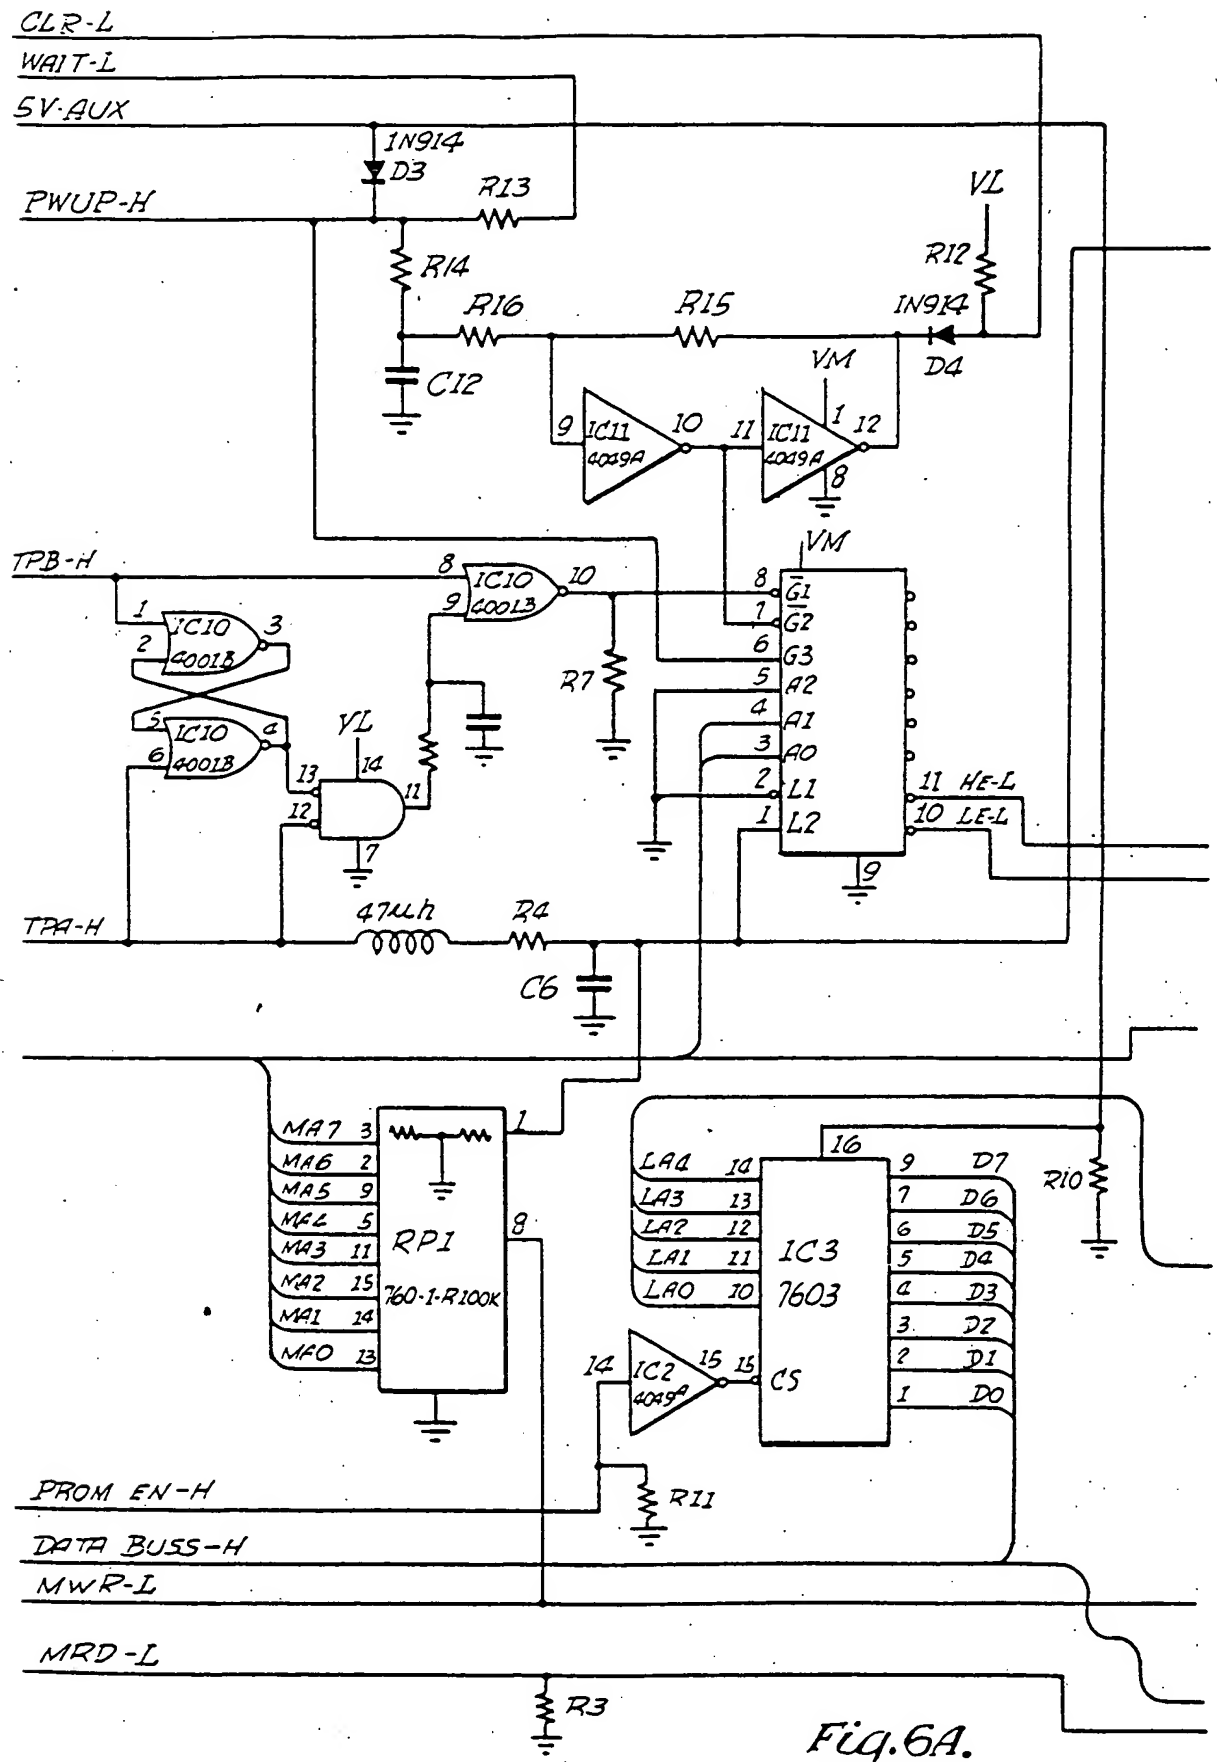 CLR-L
WAIT-L
5V-AUX
1N914
D3
PWUP-H
R13
VL
R14
R12
R16
R15
1N914
D4
VM
C12
9
IC11
4049A
10
11
IC11
4049A
1
12
8
VM
TPB-H
8
9
IC10
4001B
10
8
G1
1
2
IC10
4001B
3
7
G2
6
G3
R7
5
A2
5
6
IC10
4001B
4
VL
14
4
A1
3
A0
13
12
11
7
2
L1
11
HE-L
1
L2
10
LE-L
9
TPA-H
47µh
R4
C6
MA7
3
1
MA6
2
MA5
9
MA4
5
8
MA3
11
MA2
15
MA1
14
MA0
13
RP1
760-1-R100K
16
LA4
14
LA3
13
LA2
12
LA1
11
LA0
10
IC3
7603
CS
9
D7
7
D6
6
D5
5
D4
4
D3
3
D2
2
D1
1
D0
R10
14
IC2
4049A
15
15
PROM EN-H
R11
DATA BUSS-H
MWR-L
MRD-L
R3
Fig.6A.